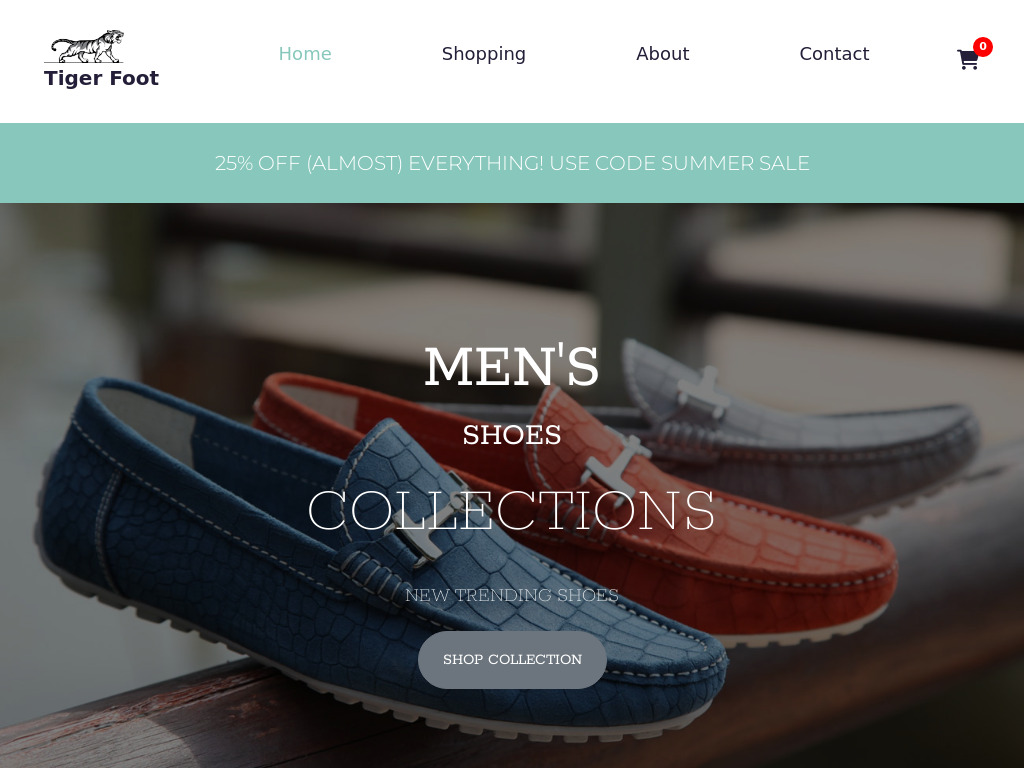 Tiger Foot
Home
Shopping
About
Contact
0
25% OFF (ALMOST) EVERYTHING! USE CODE SUMMER SALE
MEN'S
SHOES
COLLECTIONS
NEW TRENDING SHOES
SHOP COLLECTION